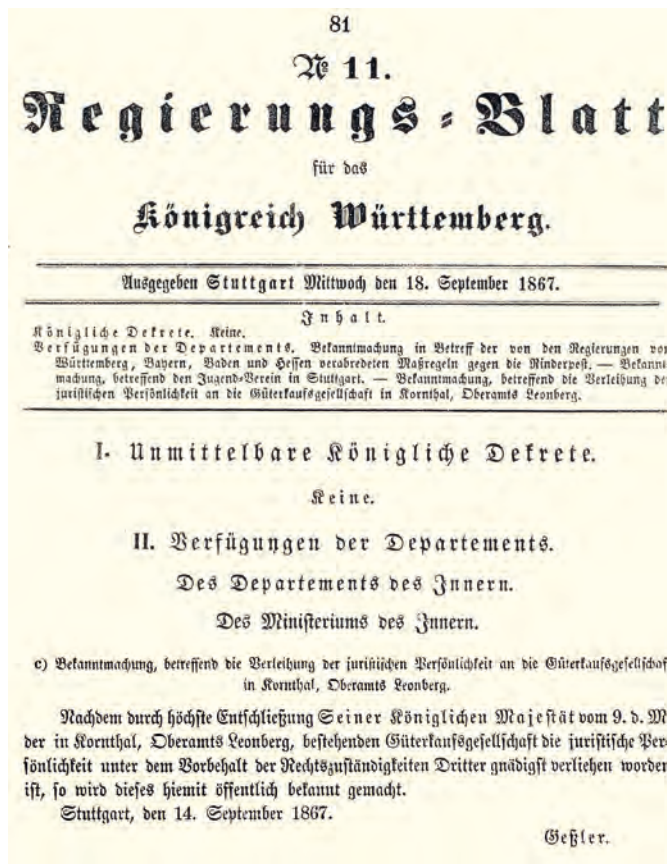 81
№ 11.
Regierungs-Blatt
für das
Königreich Württemberg.
Ausgegeben Stuttgart Mittwoch den 18. September 1867.
Inhalt.
Königliche Dekrete. Keine.
Verfügungen der Departements. Bekanntmachung in Betreff der von den Regierungen von
Württemberg, Bayern, Baden und Hessen verabredeten Maßregeln gegen die Rinderpest. — Bekannt
machung, betreffend den Jugend-Verein in Stuttgart. — Bekanntmachung, betreffend die Verleihung der
juristischen Persönlichkeit an die Güterkaufsgesellschaft in Kornthal, Oberamts Leonberg.
I. Unmittelbare Königliche Dekrete.
Keine.
II. Verfügungen der Departements.
Des Departements des Innern.
Des Ministeriums des Innern.
c) Bekanntmachung, betreffend die Verleihung der juristischen Persönlichkeit an die Güterkaufsgesellschaf
in Kornthal, Oberamts Leonberg.
Nachdem durch höchste Entschließung Seiner Königlichen Majestät vom 9. d. M
der in Kornthal, Oberamts Leonberg, bestehenden Güterkaufsgesellschaft die juristische Per
sönlichkeit unter dem Vorbehalt der Rechtszuständigkeiten Dritter gnädigst verliehen worden
ist, so wird dieses hiemit öffentlich bekannt gemacht.
Stuttgart, den 14. September 1867.
Geßler.